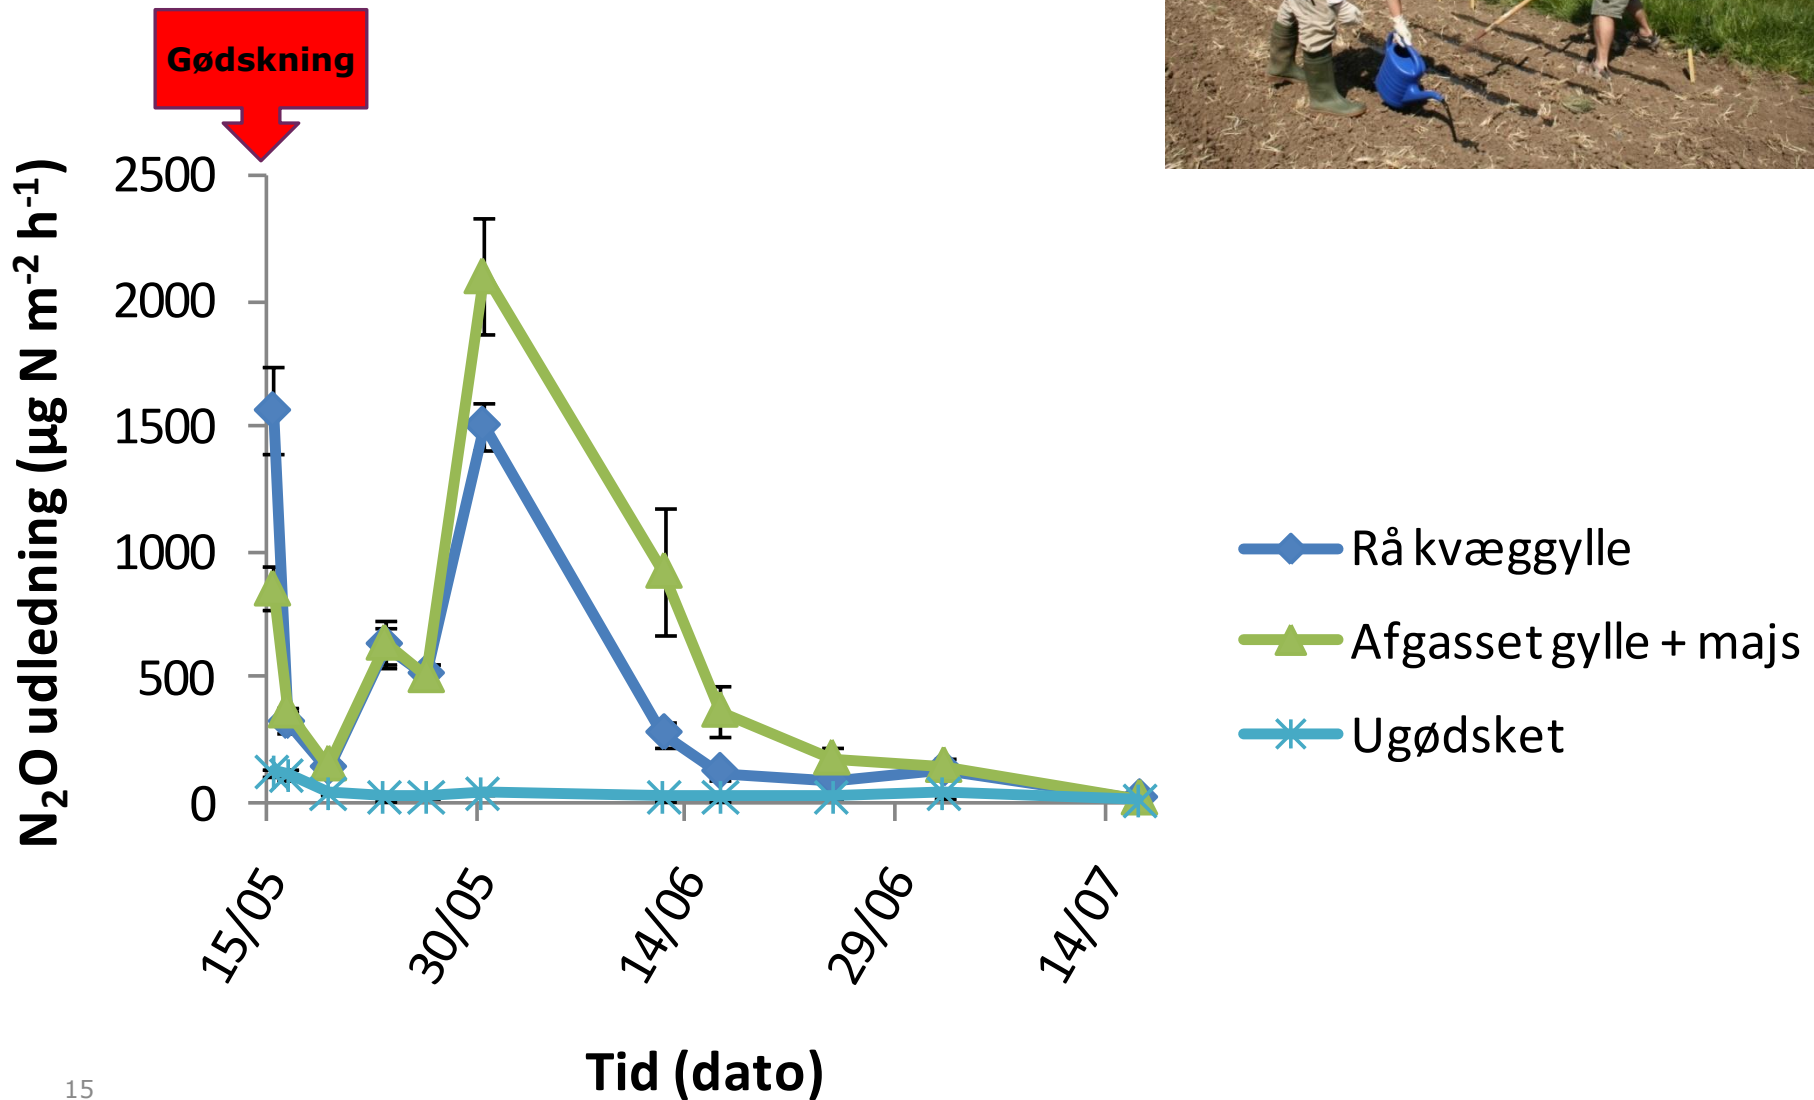 Gødskning
N₂O udledning (µg N m⁻² h⁻¹)
2500
2000
1500
1000
500
0
15/05
30/05
14/06
29/06
14/07
Tid (dato)
Rå kvæggylle
Afgasset gylle + majs
Ugødsket
15